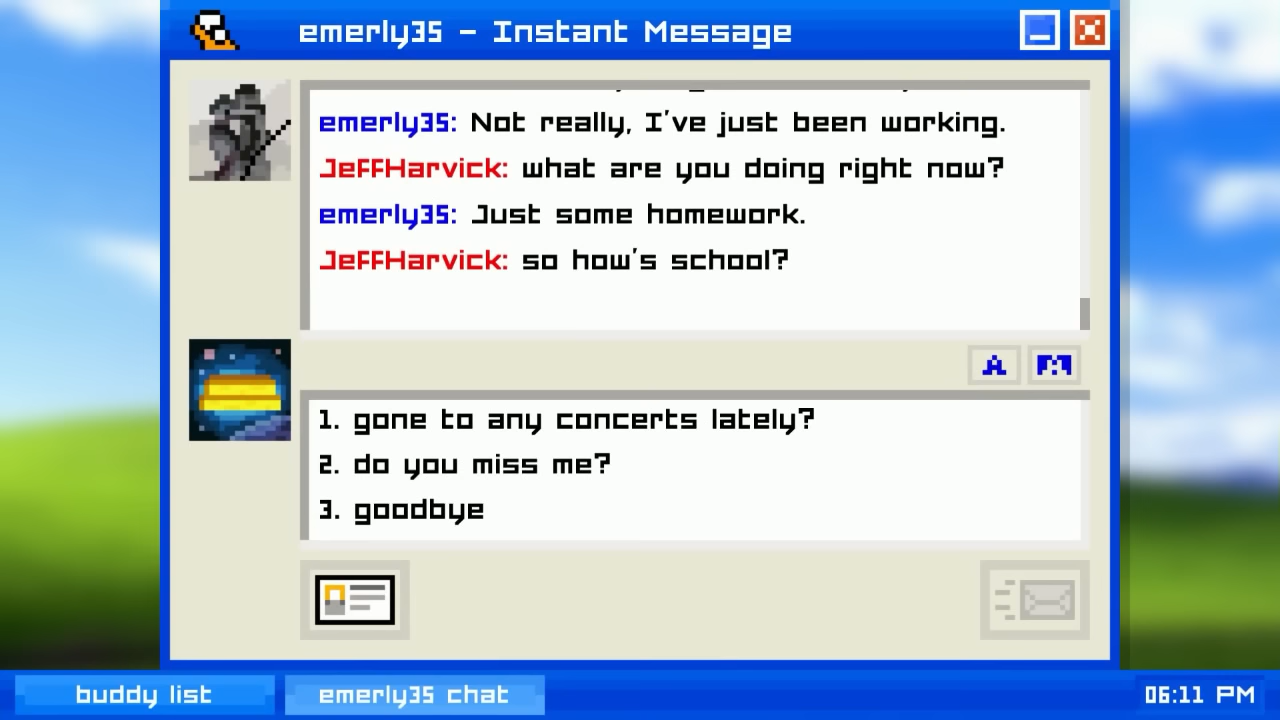 emerly35 - Instant Message
emerly35: Not really, I've just been working.
JeffHarvick: what are you doing right now?
emerly35: Just some homework.
JeffHarvick: so how's school?
A
1. gone to any concerts lately?
2. do you miss me?
3. goodbye
buddy list
emerly35 chat
06:11 PM